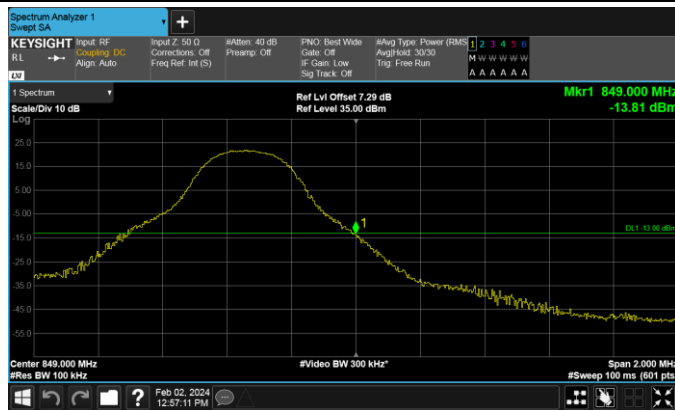 Spectrum Analyzer 1
Swept SA
KEYSIGHT
RL
LXI
Input: RF
Coupling: DC
Align: Auto
Input Z: 50 Ω
Corrections: Off
Freq Ref: Int (S)
#Atten: 40 dB
Preamp: Off
PNO: Best Wide
Gate: Off
IF Gain: Low
Sig Track: Off
#Avg Type: Power (RMS
Avg|Hold: 30/30
Trig: Free Run
1 2 3 4 5 6
M W W W W W
A A A A A A
1 Spectrum
Scale/Div 10 dB
Log
Ref Lvl Offset 7.29 dB
Ref Level 35.00 dBm
Mkr1 849.000 MHz
-13.81 dBm
25.0
15.0
5.00
-5.00
-15.0
-25.0
-35.0
-45.0
-55.0
1
DL1 -13.00 dBm
Center 849.000 MHz
#Res BW 100 kHz
#Video BW 300 kHz*
Span 2.000 MHz
#Sweep 100 ms (601 pts
Feb 02, 2024
12:57:11 PM